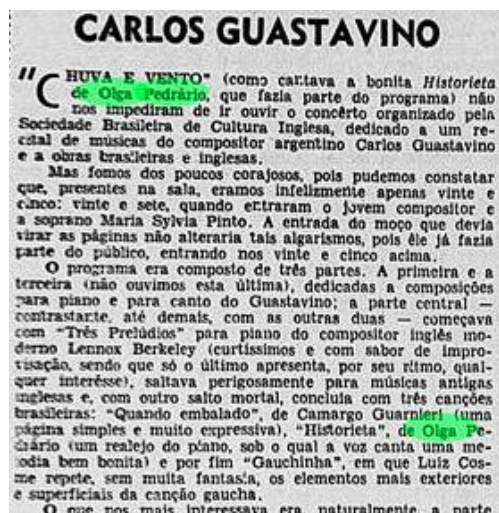 CARLOS GUASTAVINO
"CHUVA E VENTO" (como cantava a bonita Historieta
de Olga Pedrário, que fazia parte do programa) não
nos impediram de ir ouvir o concêrto organizado pela
Sociedade Brasileira de Cultura Inglesa, dedicado a um re-
cital de músicas do compositor argentino Carlos Guastavino
e a obras brasileiras e inglesas.
Mas fomos dos poucos corajosos, pois pudemos constatar
que, presentes na sala, eramos infelizmente apenas vinte e
cinco: vinte e sete, quando entraram o jovem compositor e
a soprano Maria Sylvia Pinto. A entrada do moço que devia
virar as páginas não alteraria tais algarismos, pois êle já fazia
parte do público, entrando nos vinte e cinco acima.
O programa era composto de três partes. A primeira e a
terceira (não ouvimos esta última), dedicadas a composições
para piano e para canto do Guastavino; a parte central —
contrastante, até demais, com as outras duas — começava
com "Três Prelúdios" para piano do compositor inglês mo-
derno Lennox Berkeley (curtíssimos e com sabor de impro-
visação, sendo que só o último apresenta, por seu ritmo, qual-
quer interêsse), saltava perigosamente para músicas antigas
inglesas e, com outro salto mortal, concluia com três canções
brasileiras: "Quando embalado", de Camargo Guarnieri (uma
página simples e muito expressiva), "Historieta", de Olga Pe-
drário (um realejo do piano, sob o qual a voz canta uma me-
lodia bem bonita) e por fim "Gauchinha", em que Luiz Cos-
me repete, sem muita fantasia, os elementos mais exteriores
e superficiais da canção gaucha.
O que nos mais interessava era, naturalmente, a parte